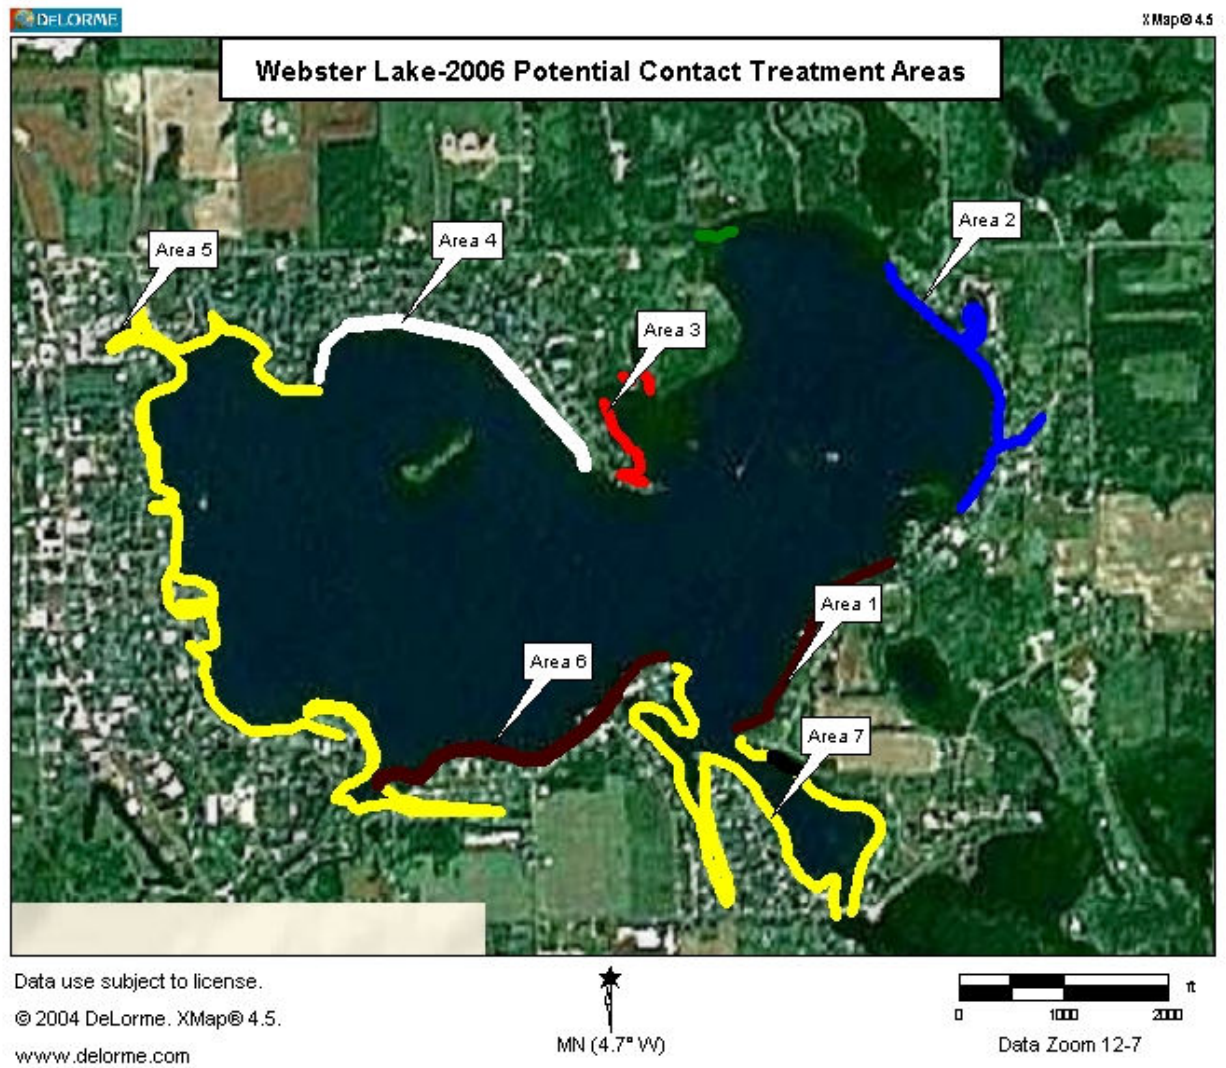 DELORME
XMap® 4.5
Webster Lake-2006 Potential Contact Treatment Areas
Area 2
Area 4
Area 5
Area 3
Area 1
Area 6
Area 7
Data use subject to license.
© 2004 DeLorme. XMap® 4.5.
www.delorme.com
MN (4.7° W)
ft
0 1000 2000
Data Zoom 12-7